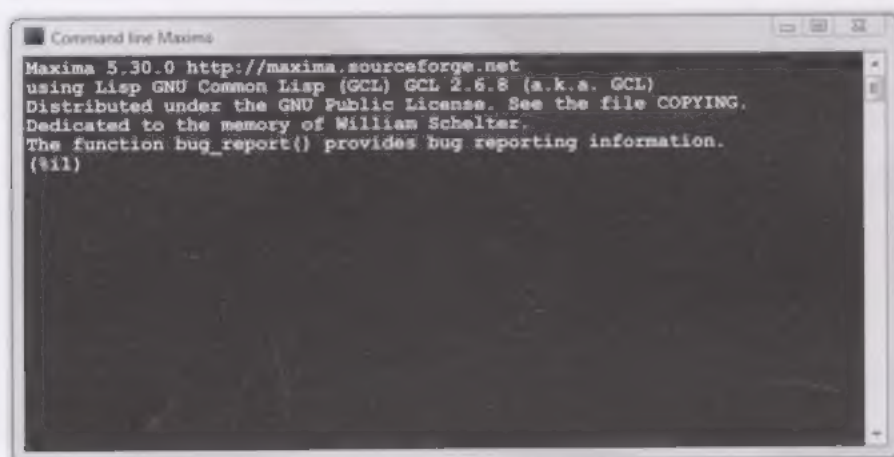 Command line Maxima
Maxima 5.30.0 http://maxima.sourceforge.net
using Lisp GNU Common Lisp (GCL) GCL 2.6.8 (a.k.a. GCL)
Distributed under the GNU Public License. See the file COPYING.
Dedicated to the memory of William Schelter.
The function bug_report() provides bug reporting information.
(%i1)